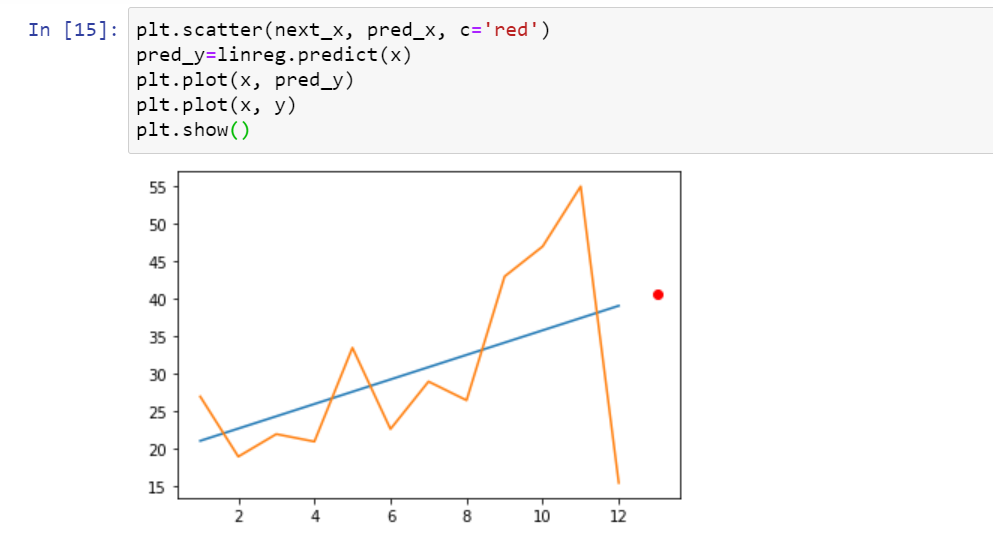 In [15]: plt.scatter(next_x, pred_x, c='red')
pred_y=linreg.predict(x)
plt.plot(x, pred_y)
plt.plot(x, y)
plt.show()
55
50
45
40
35
30
25
20
15
2 4 6 8 10 12